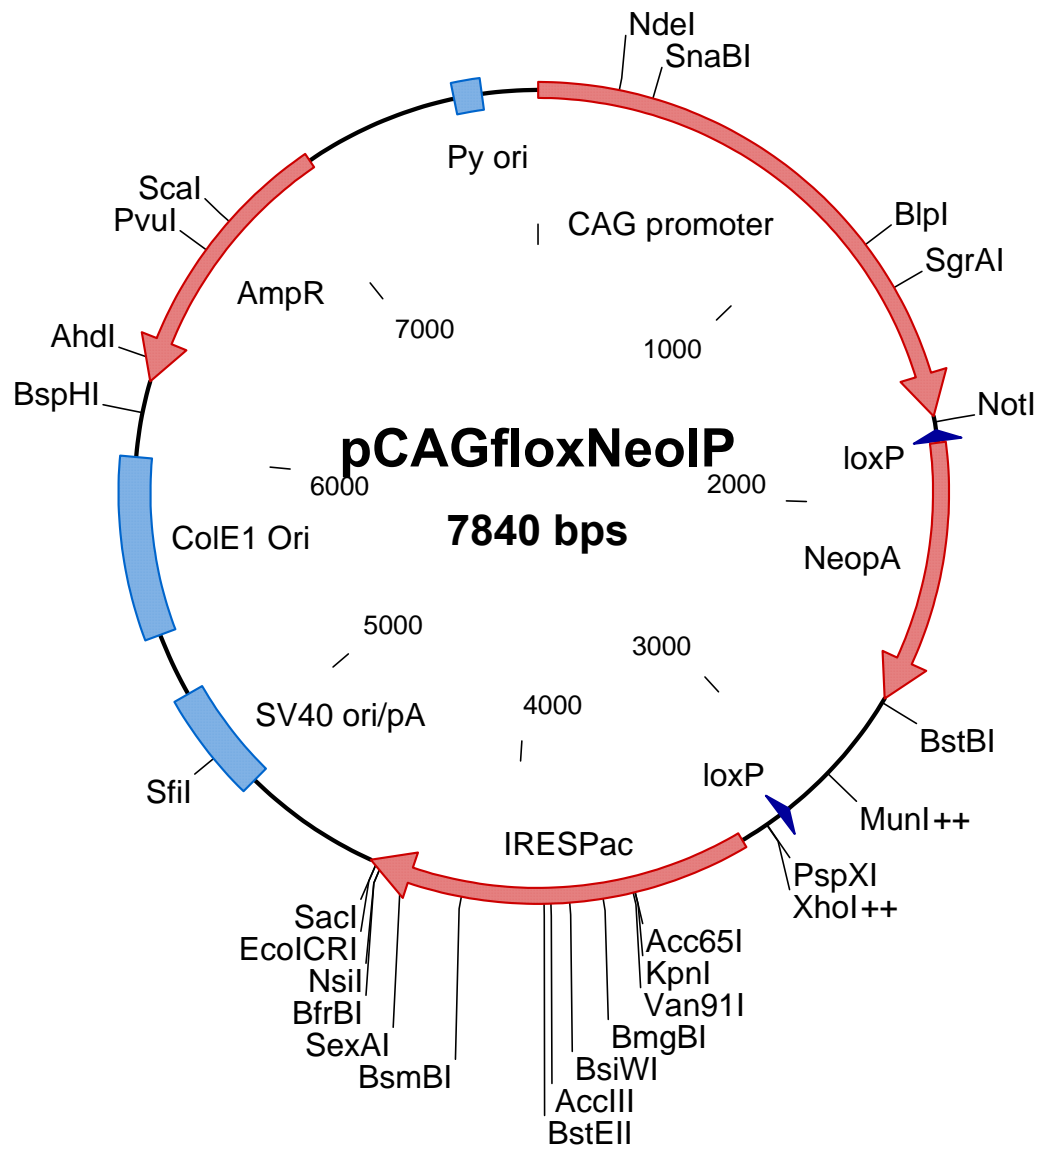 NdeI
SnaBI
Py ori
ScaI
PvuI
CAG promoter
BlpI
SgrAI
AmpR
7000
1000
AhdI
BspHI
NotI
pCAGfloxNeoIP
loxP
6000
2000
7840 bps
ColE1 Ori
NeopA
5000
3000
SV40 ori/pA
4000
BstBI
loxP
SfiI
MunI++
IRESPac
PspXI
XhoI++
SacI
EcoICRI
NsiI
BfrBI
SexAI
BsmBI
Acc65I
KpnI
Van91I
BmgBI
BsiWI
AccIII
BstEII